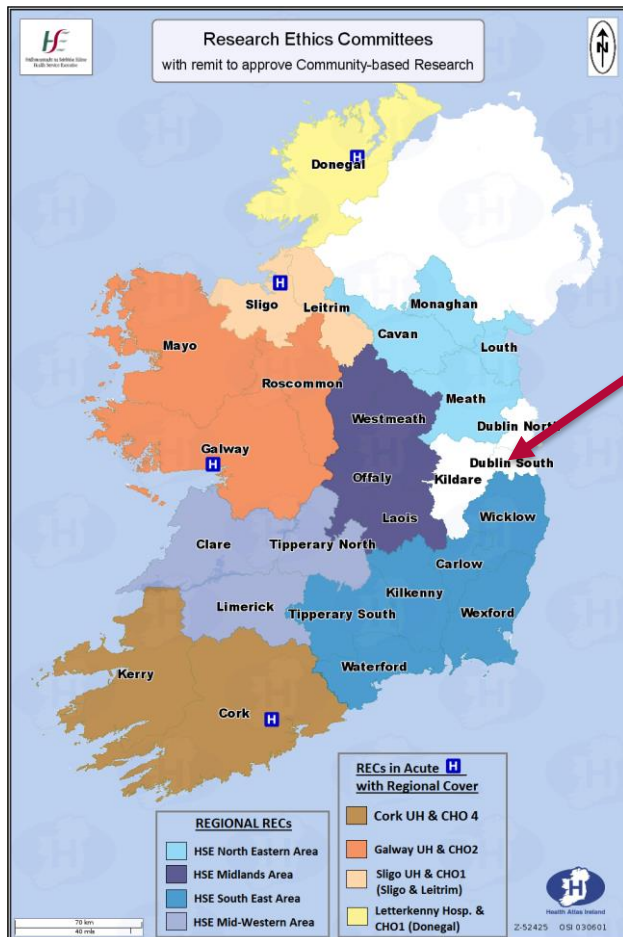 Research Ethics Committees
with remit to approve Community-based Research
N
Donegal
H
H
Sligo
Leitrim
Monaghan
Cavan
Louth
Mayo
Roscommon
Meath
Westmeath
Dublin North
Galway
H
Dublin South
Offaly
Kildare
Laois
Wicklow
Clare
Tipperary North
Carlow
Kilkenny
Limerick
Tipperary South
Wexford
Waterford
Kerry
Cork
H
REGIONAL RECs
HSE North Eastern Area
HSE Midlands Area
HSE South East Area
HSE Mid-Western Area
RECs in Acute H
with Regional Cover
Cork UH & CHO 4
Galway UH & CHO2
Sligo UH & CHO1
(Sligo & Leitrim)
Letterkenny Hosp. &
CHO1 (Donegal)
70 km
40 mls
H
Health Atlas Ireland
Z-52425 OSI 030601